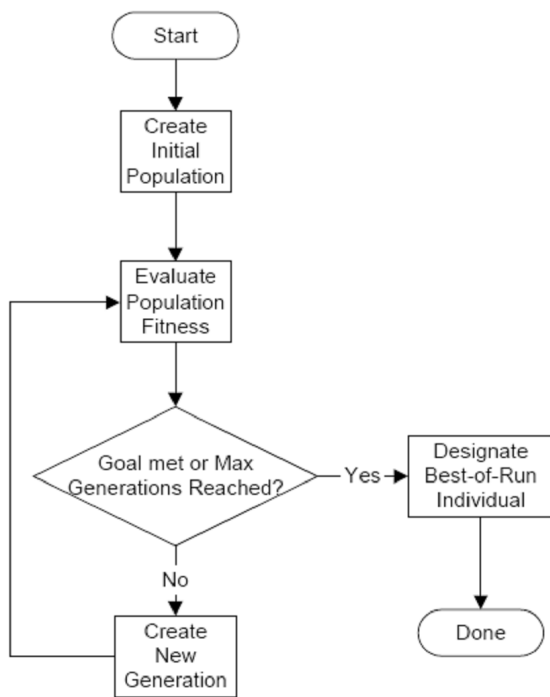 Start
Create
Initial
Population
Evaluate
Population
Fitness
Goal met or Max
Generations Reached?
Yes
Designate
Best-of-Run
Individual
No
Create
New
Generation
Done